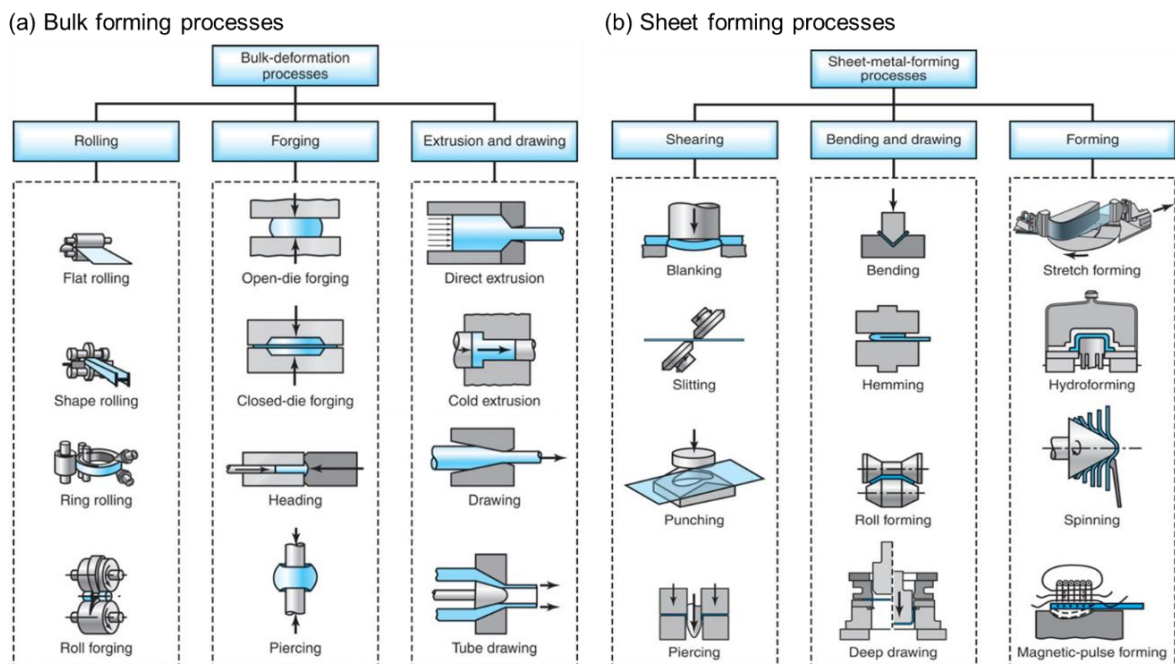 (a) Bulk forming processes
Bulk-deformation
processes
Rolling
Forging
Extrusion and drawing
Flat rolling
Open-die forging
Direct extrusion
Shape rolling
Closed-die forging
Cold extrusion
Ring rolling
Heading
Drawing
Roll forging
Piercing
Tube drawing
(b) Sheet forming processes
Sheet-metal-forming
processes
Shearing
Bending and drawing
Forming
Blanking
Bending
Stretch forming
Slitting
Hemming
Hydroforming
Punching
Roll forming
Spinning
Piercing
Deep drawing
Magnetic-pulse forming